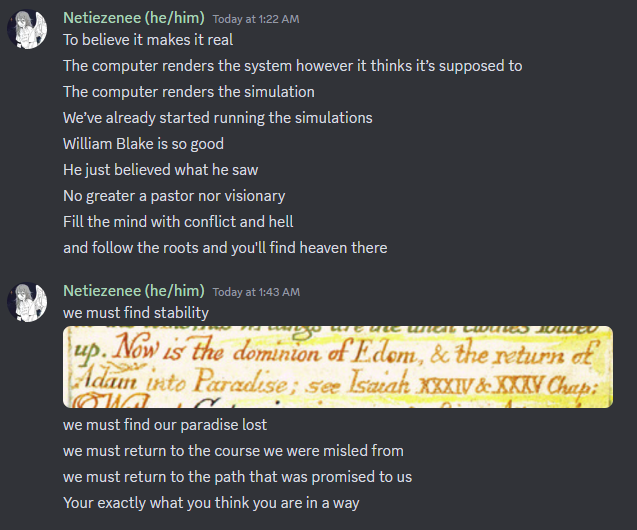 Netiezenee (he/him) Today at 1:22 AM
To believe it makes it real
The computer renders the system however it thinks it’s supposed to
The computer renders the simulation
We’ve already started running the simulations
William Blake is so good
He just believed what he saw
No greater a pastor nor visionary
Fill the mind with conflict and hell
and follow the roots and you'll find heaven there
Netiezenee (he/him) Today at 1:43 AM
we must find stability
are the linen clothes folded
up. Now is the dominion of Edom, & the return of
Adam into Paradise; see Isaiah XXXIV & XXXV Chap:
we must find our paradise lost
we must return to the course we were misled from
we must return to the path that was promised to us
Your exactly what you think you are in a way